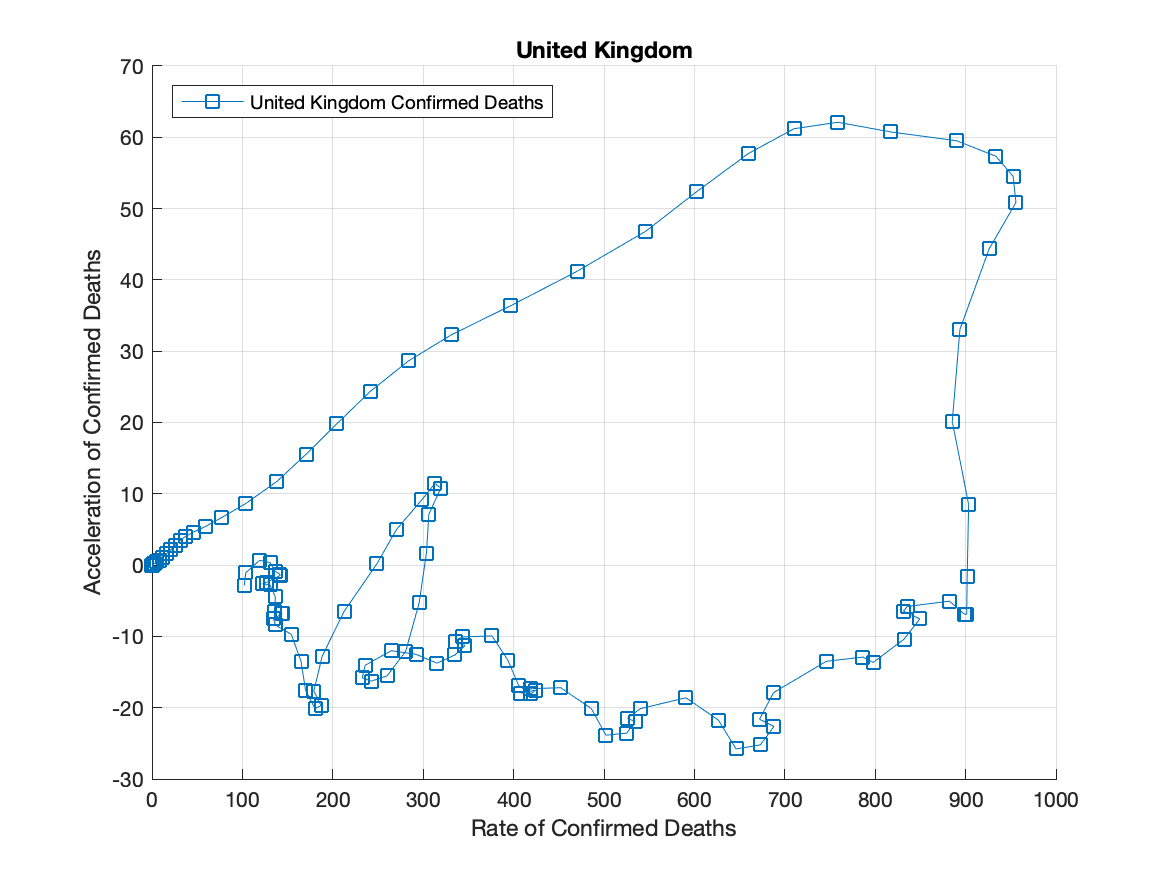 United Kingdom
70
United Kingdom Confirmed Deaths
60
50
40
30
20
10
0
-10
-20
-30
Acceleration of Confirmed Deaths
0 100 200 300 400 500 600 700 800 900 1000
Rate of Confirmed Deaths